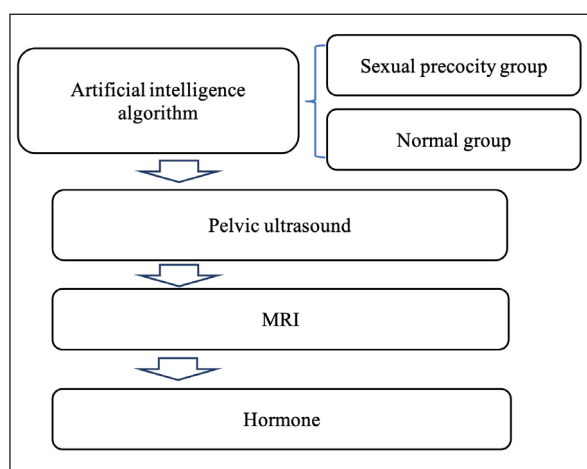 Artificial intelligence
algorithm
Sexual precocity group
Normal group
Pelvic ultrasound
MRI
Hormone